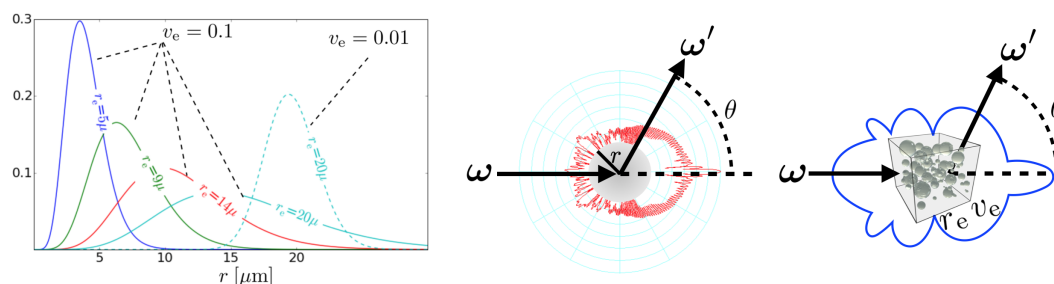 0.3
0.2
0.1
v_e = 0.1
v_e = 0.01
r_e=5μ
r_e=9μ
r_e=14μ
r_e=20μ
r_e=20μ
5
10
15
20
r [μm]
ω
ω'
θ
r
ω
ω'
r_e v_e